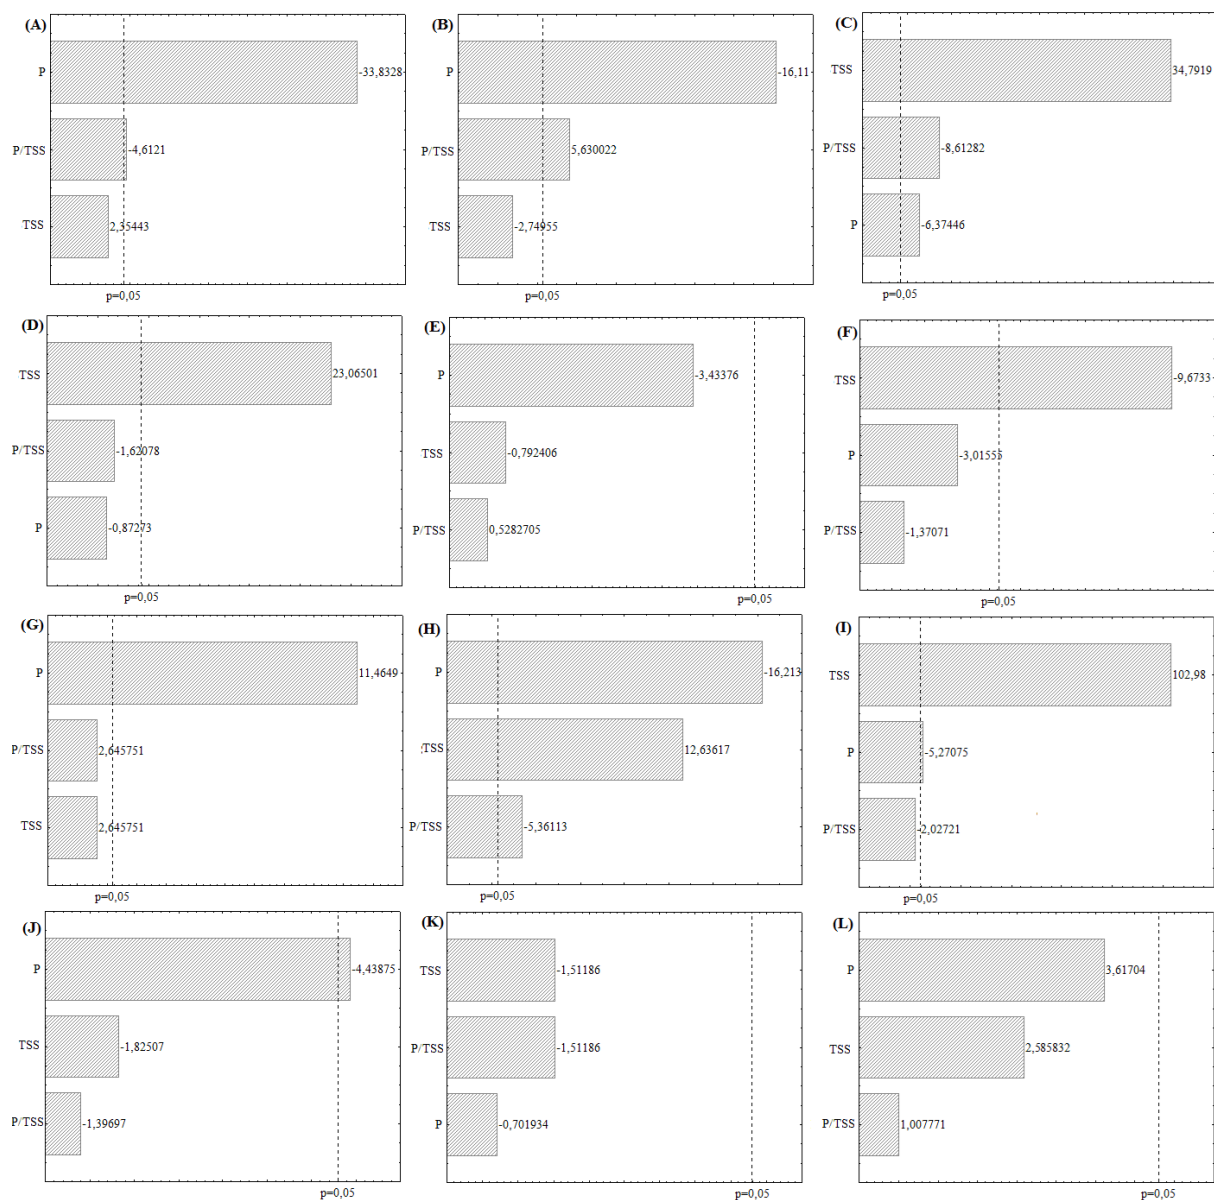 (A)
P
-33,8328
P/TSS
-4,6121
TSS
2,35443
p=0,05
(B)
P
-16,11
P/TSS
5,630022
TSS
-2,74955
p=0,05
(C)
TSS
34,7919
P/TSS
-8,61282
P
-6,37446
p=0,05
(D)
TSS
23,06501
P/TSS
-1,62078
P
-0,87273
p=0,05
(E)
P
-3,43376
TSS
-0,792406
P/TSS
0,5282705
p=0,05
(F)
TSS
-9,6733
P
-3,01555
P/TSS
-1,37071
p=0,05
(G)
P
11,4649
P/TSS
2,645751
TSS
2,645751
p=0,05
(H)
P
-16,213
TSS
12,63617
P/TSS
-5,36113
p=0,05
(I)
TSS
102,98
P
-5,27075
P/TSS
-2,02721
p=0,05
(J)
P
-4,43875
TSS
-1,82507
P/TSS
-1,39697
p=0,05
(K)
TSS
-1,51186
P/TSS
-1,51186
P
-0,701934
p=0,05
(L)
P
3,61704
TSS
2,585832
P/TSS
1,007771
p=0,05